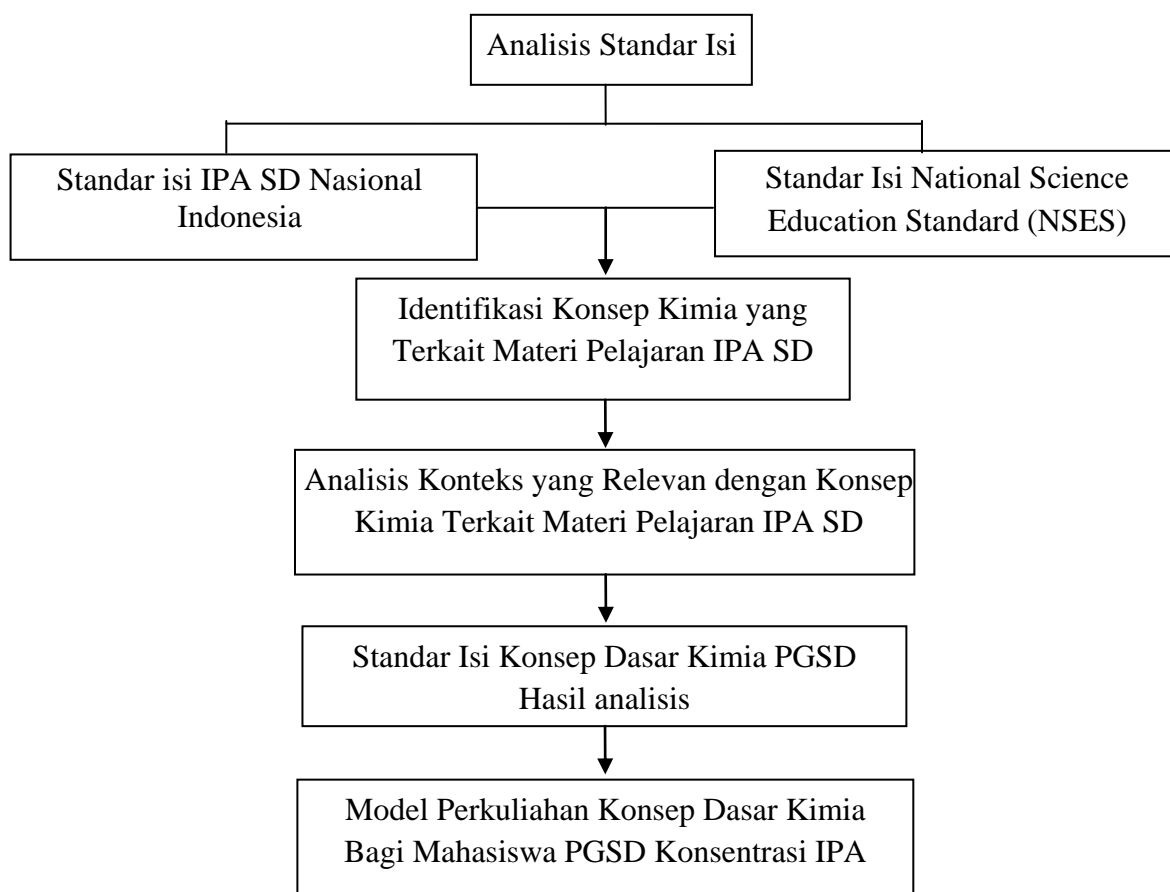 Analisis Standar Isi
Standar isi IPA SD Nasional
Indonesia
Standar Isi National Science
Education Standard (NSES)
Identifikasi Konsep Kimia yang
Terkait Materi Pelajaran IPA SD
Analisis Konteks yang Relevan dengan Konsep
Kimia Terkait Materi Pelajaran IPA SD
Standar Isi Konsep Dasar Kimia PGSD
Hasil analisis
Model Perkuliahan Konsep Dasar Kimia
Bagi Mahasiswa PGSD Konsentrasi IPA